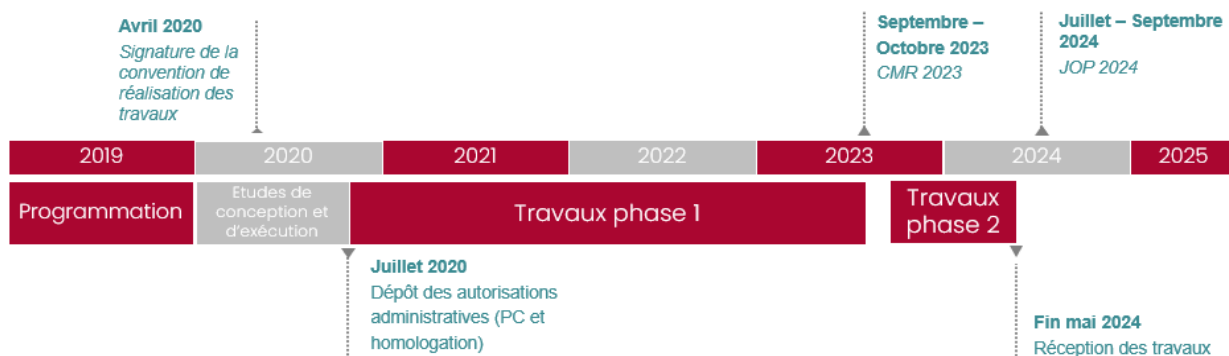 Avril 2020
Signature de la
convention de
réalisation des
travaux
Septembre –
Octobre 2023
CMR 2023
Juillet – Septembre
2024
JOP 2024
2019
2020
2021
2022
2023
2024
2025
Programmation
Etudes de
conception et
d'exécution
Travaux phase 1
Travaux
phase 2
Juillet 2020
Dépôt des autorisations
administratives (PC et
homologation)
Fin mai 2024
Réception des travaux